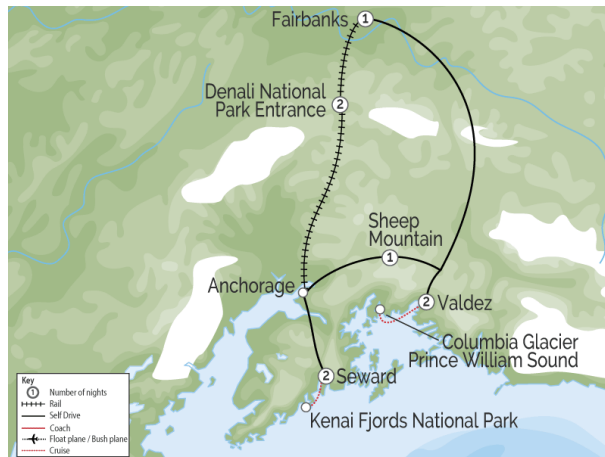 Fairbanks
1
Denali National
Park Entrance
2
Sheep
Mountain
1
Anchorage
2
Valdez
Columbia Glacier
Prince William Sound
2
Seward
Kenai Fjords National Park
Key
1 Number of nights
Rail
Self Drive
Coach
Float plane / Bush plane
Cruise